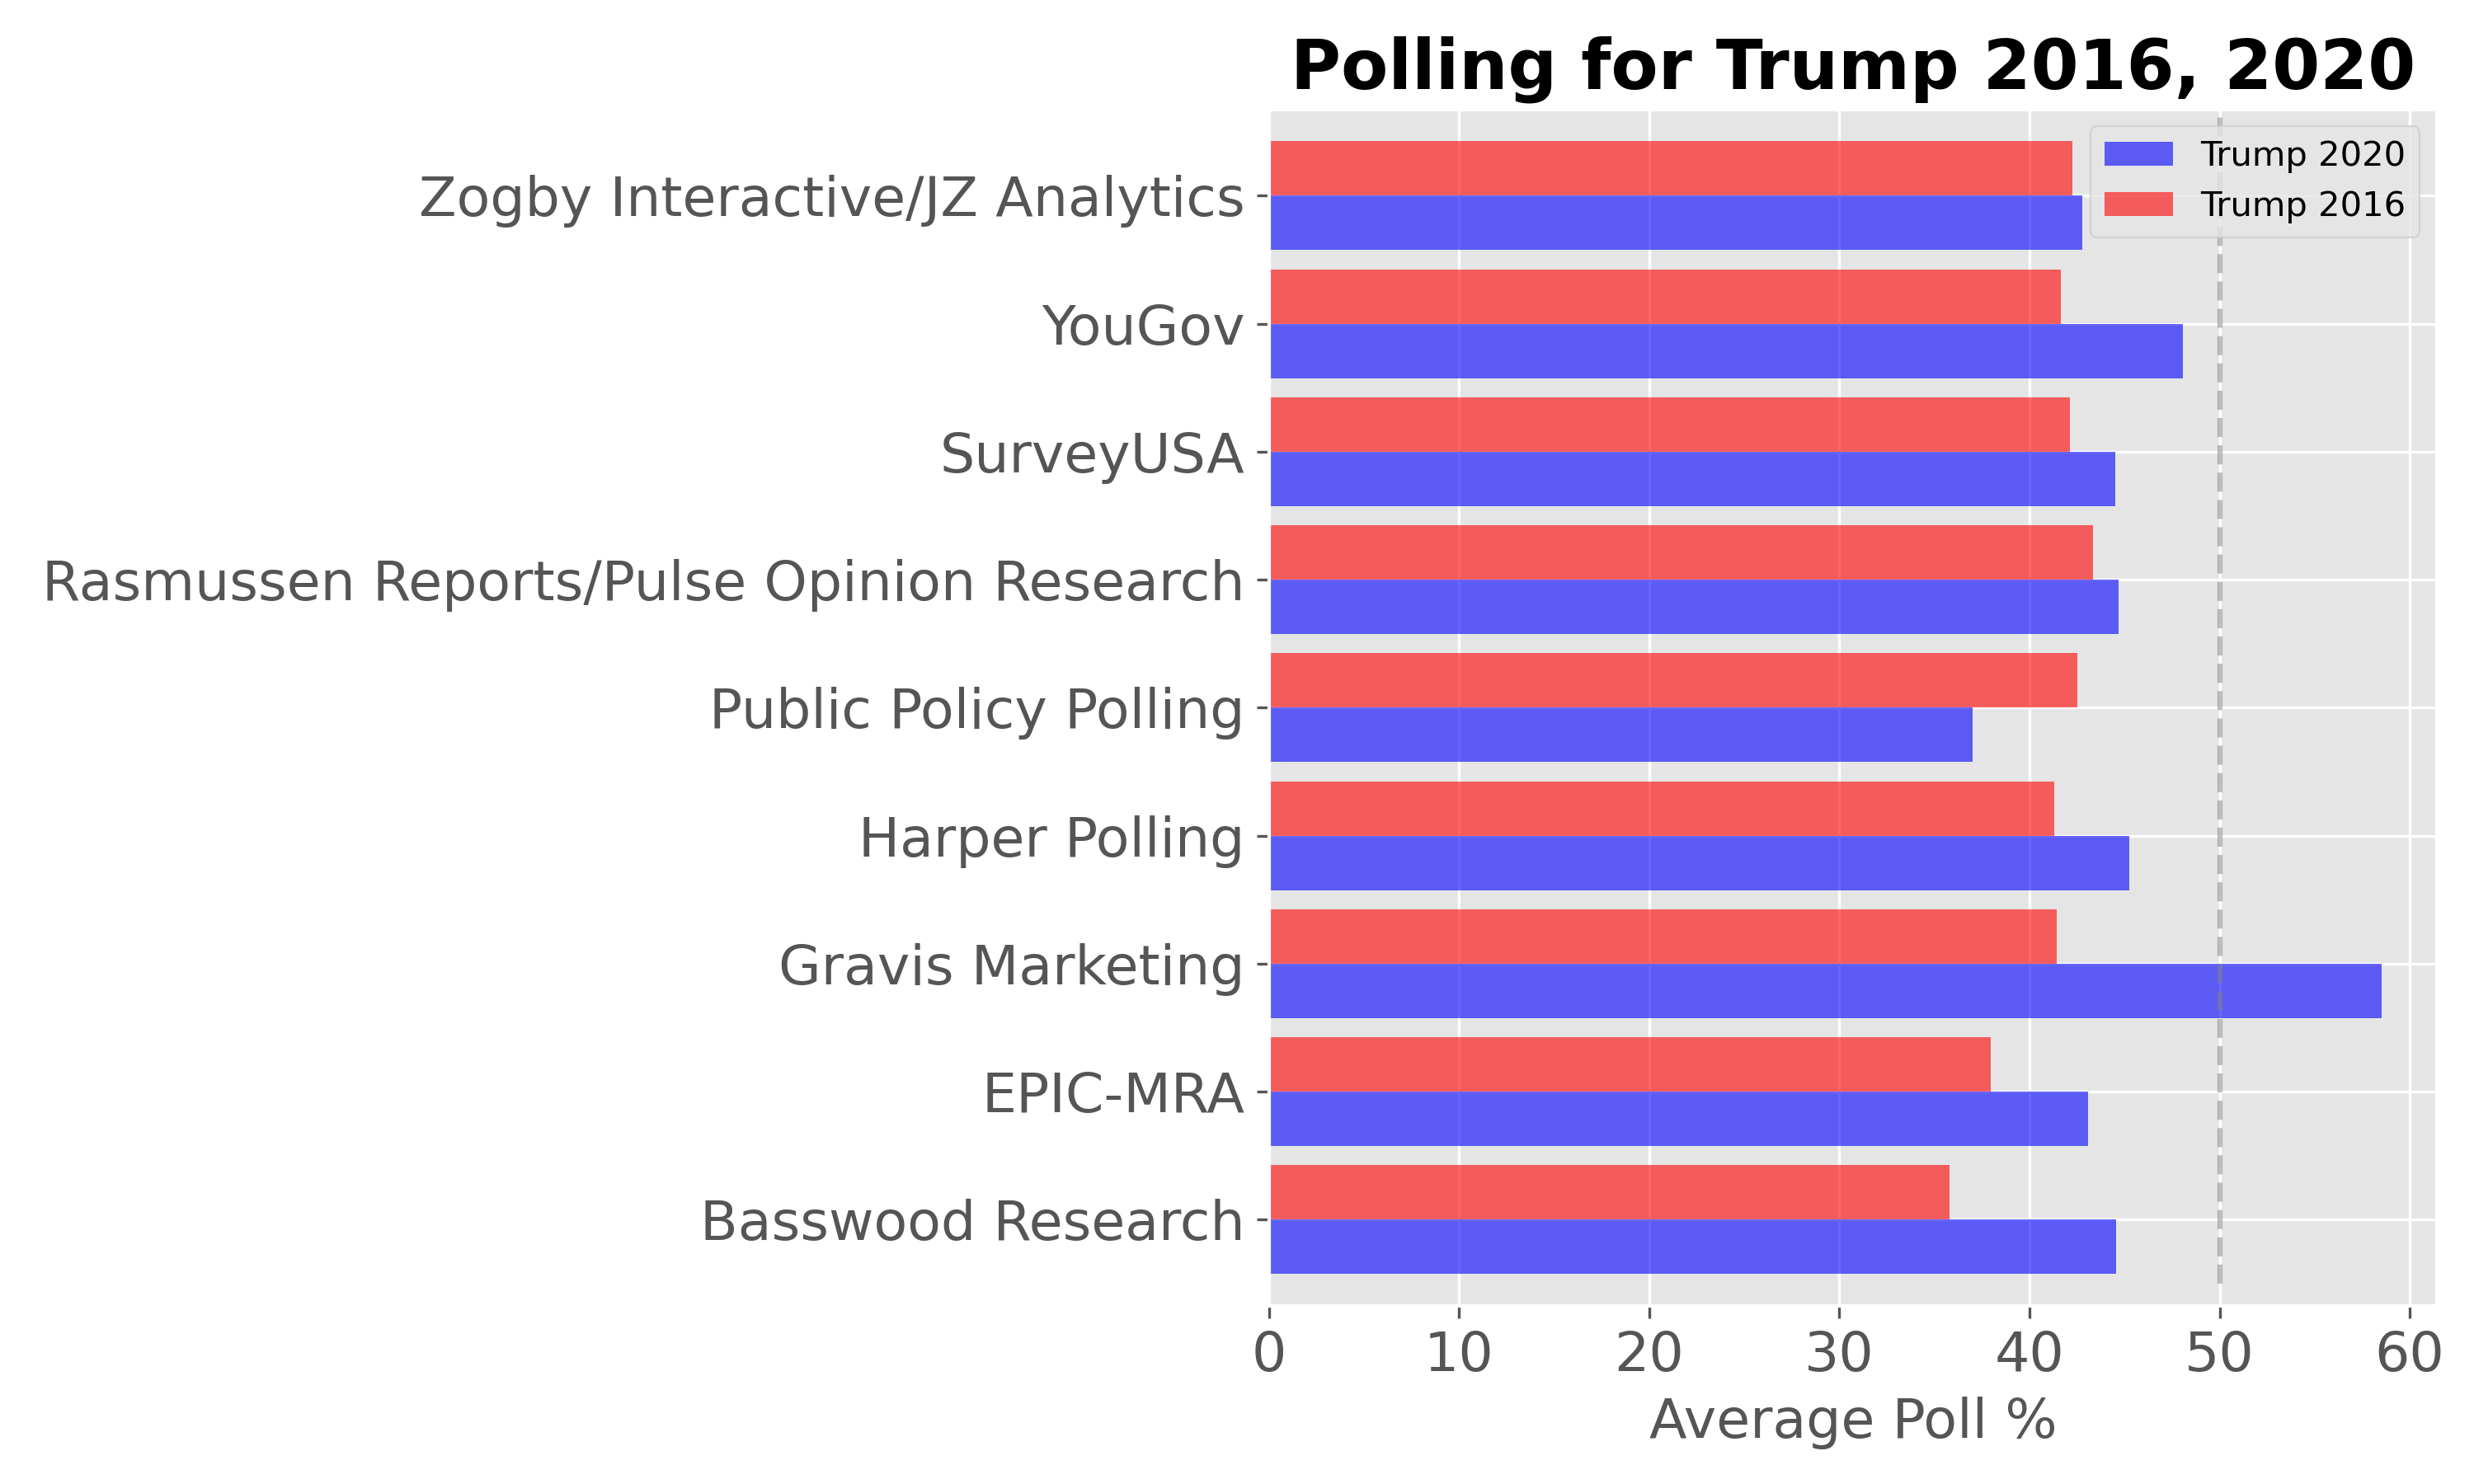 Polling for Trump 2016, 2020
Trump 2020
Trump 2016
Zogby Interactive/JZ Analytics
YouGov
SurveyUSA
Rasmussen Reports/Pulse Opinion Research
Public Policy Polling
Harper Polling
Gravis Marketing
EPIC-MRA
Basswood Research
0 10 20 30 40 50 60
Average Poll %